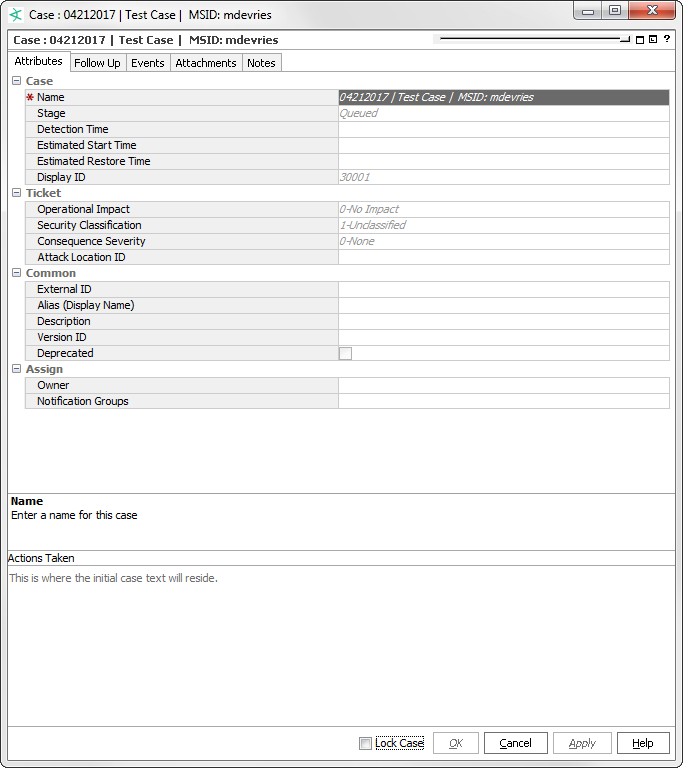 Case : 04212017 | Test Case | MSID: mdevries
Case : 04212017 | Test Case | MSID: mdevries
?
Attributes Follow Up Events Attachments Notes
Case
* Name 04212017 | Test Case | MSID: mdevries
Stage Queued
Detection Time
Estimated Start Time
Estimated Restore Time
Display ID 30001
Ticket
Operational Impact 0-No Impact
Security Classification 1-Unclassified
Consequence Severity 0-None
Attack Location ID
Common
External ID
Alias (Display Name)
Description
Version ID
Deprecated
Assign
Owner
Notification Groups
Name
Enter a name for this case
Actions Taken
This is where the initial case text will reside.
Lock Case OK Cancel Apply Help